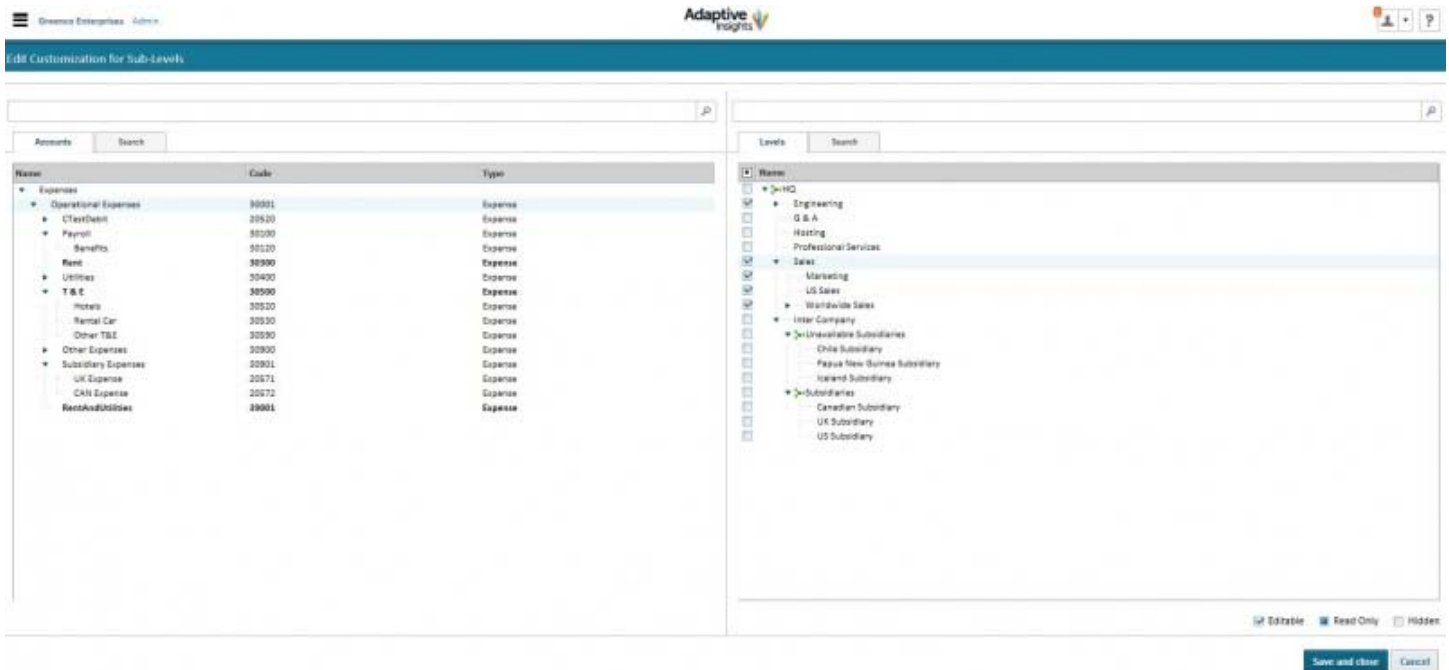 Greenco Enterprises Admin
Adaptive Insights
?
Edit Customization for Sub-Levels
Accounts Search
Levels Search
Name Code Type
Expenses
Operational Expenses 30001 Expense
CTestDebit 20520 Expense
Payroll 30100 Expense
Benefits 30120 Expense
Rent 30300 Expense
Utilities 30400 Expense
T & E 30500 Expense
Hotels 30520 Expense
Rental Car 30530 Expense
Other T&E 30590 Expense
Other Expenses 30900 Expense
Subsidiary Expenses 30901 Expense
UK Expense 20571 Expense
CAN Expense 20572 Expense
RentAndUtilities 39001 Expense
Name
HQ
Engineering
G & A
Hosting
Professional Services
Sales
Marketing
US Sales
Worldwide Sales
Inter Company
Unavailable Subsidiaries
Chile Subsidiary
Papua New Guinea Subsidiary
Iceland Subsidiary
Subsidiaries
Canadian Subsidiary
UK Subsidiary
US Subsidiary
Editable Read Only Hidden
Save and close Cancel